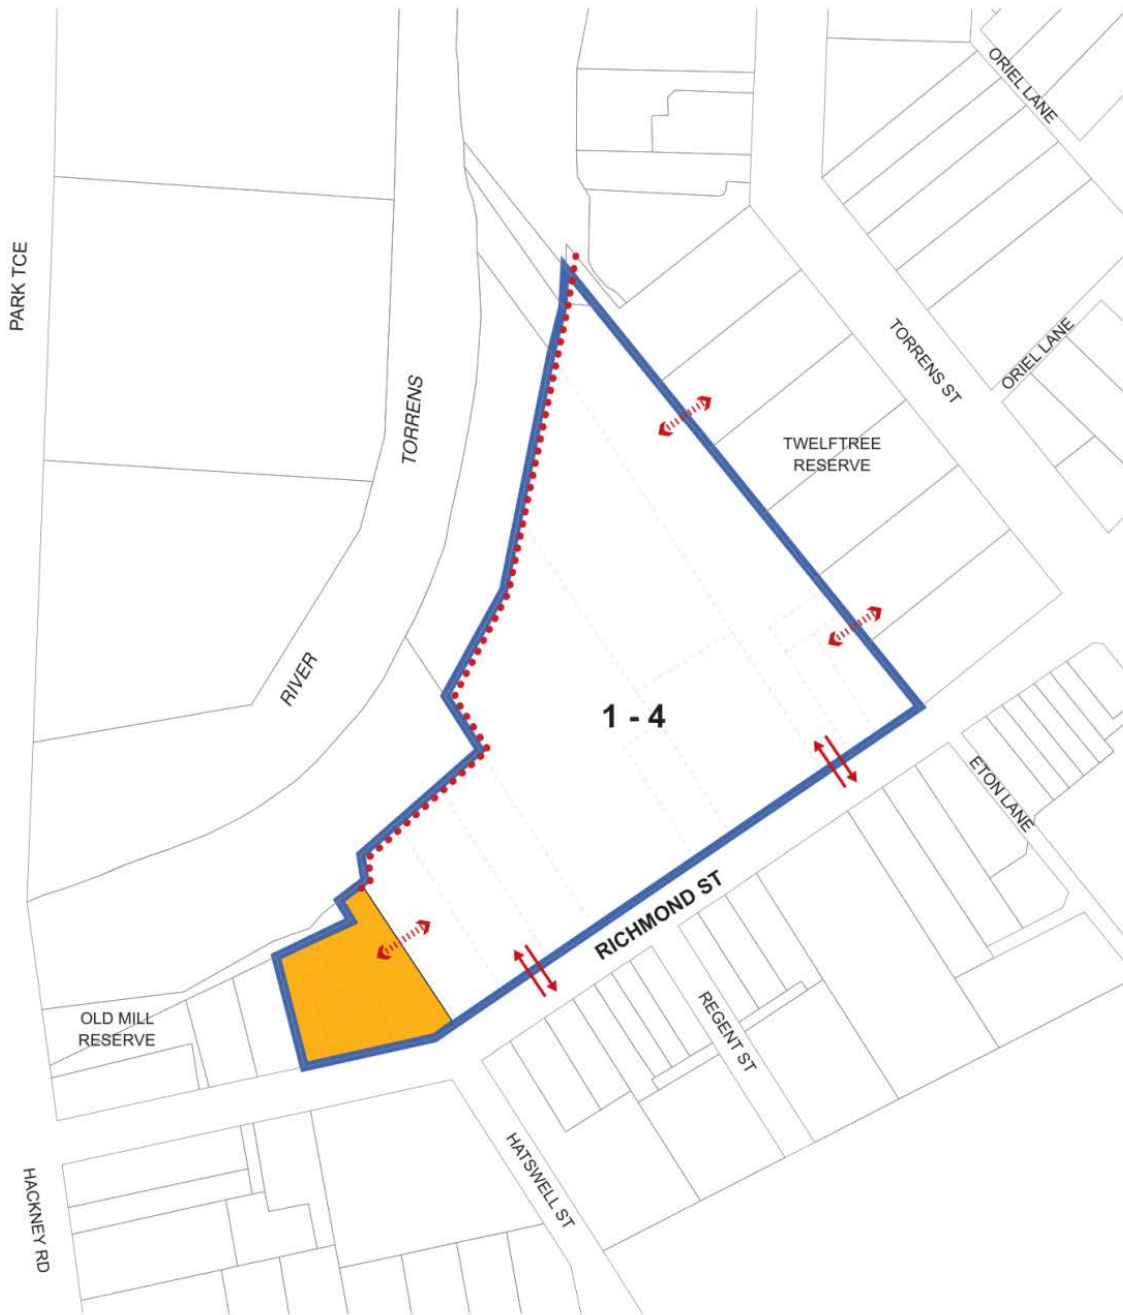 ORIEL LANE
PARK TCE
TORRENS ST
ORIEL LANE
TORRENS
TWELFTREE
RESERVE
RIVER
1 - 4
ETON LANE
RICHMOND ST
REGENT ST
OLD MILL
RESERVE
HATSWELL ST
HACKNEY RD